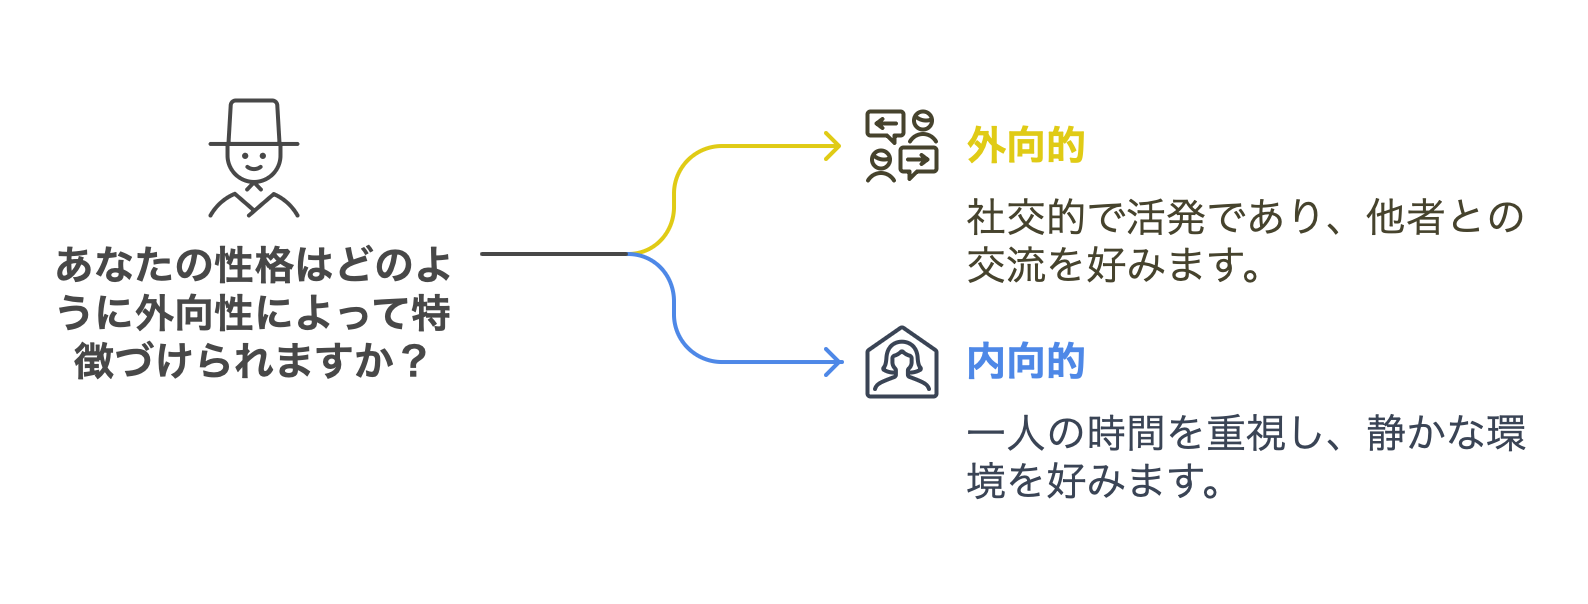 あなたの性格はどのよ
うに外向性によって特
徴づけられますか？
外向的
社交的で活発であり、他者との
交流を好みます。
内向的
一人の時間を重視し、静かな環
境を好みます。